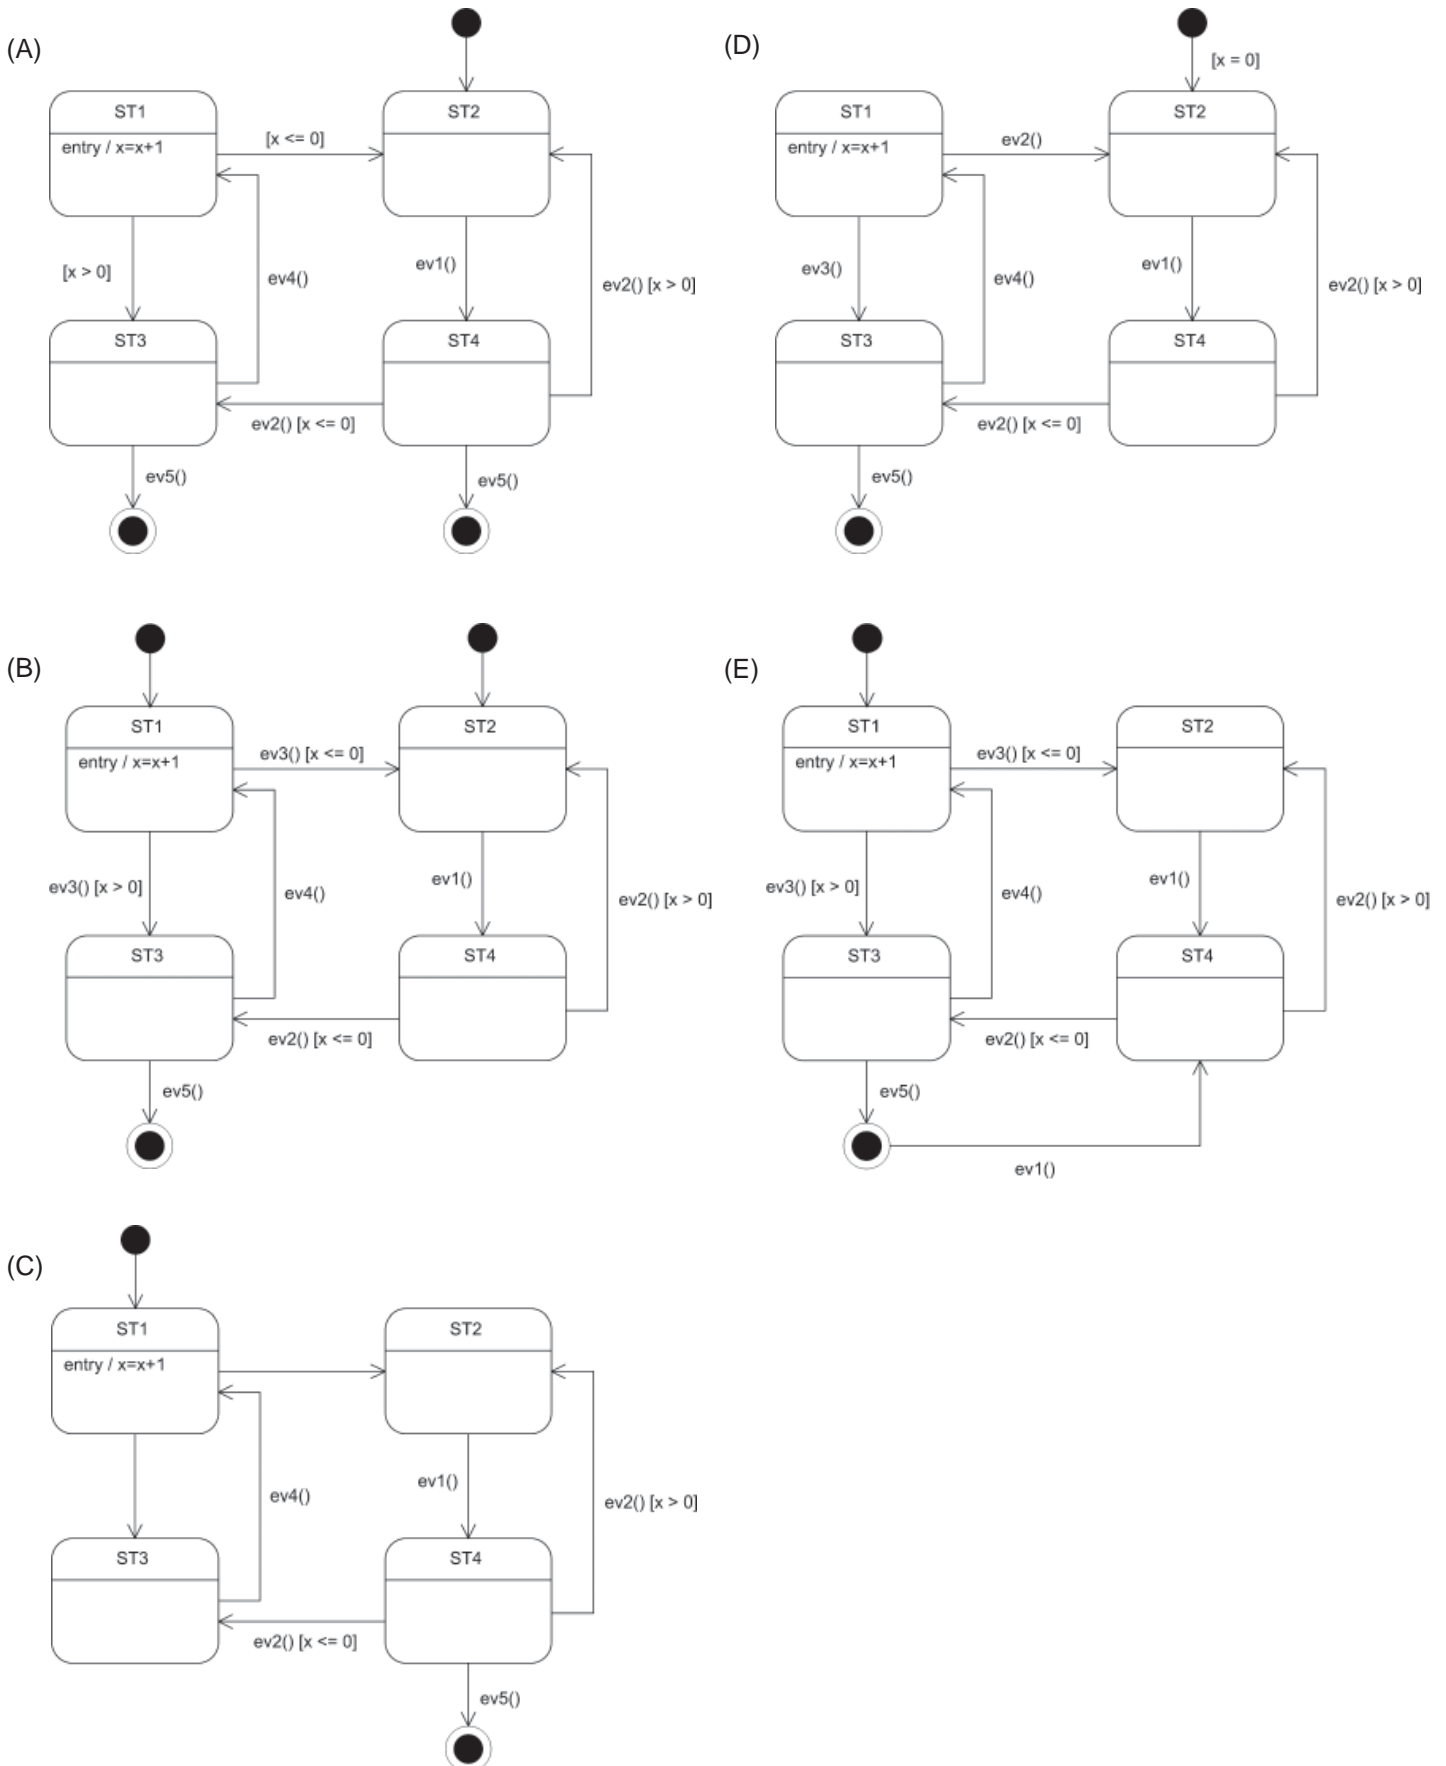 (A)
ST1
entry / x=x+1
[x <= 0]
ST2
[x > 0]
ev4()
ev1()
ev2() [x > 0]
ST3
ST4
ev2() [x <= 0]
ev5()
ev5()
(D)
[x = 0]
ST1
entry / x=x+1
ev2()
ST2
ev3()
ev4()
ev1()
ev2() [x > 0]
ST3
ST4
ev2() [x <= 0]
ev5()
(B)
ST1
entry / x=x+1
ev3() [x <= 0]
ST2
ev3() [x > 0]
ev4()
ev1()
ev2() [x > 0]
ST3
ST4
ev2() [x <= 0]
ev5()
(E)
ST1
entry / x=x+1
ev3() [x <= 0]
ST2
ev3() [x > 0]
ev4()
ev1()
ev2() [x > 0]
ST3
ST4
ev2() [x <= 0]
ev5()
ev1()
(C)
ST1
entry / x=x+1
ST2
ev4()
ev1()
ev2() [x > 0]
ST3
ST4
ev2() [x <= 0]
ev5()